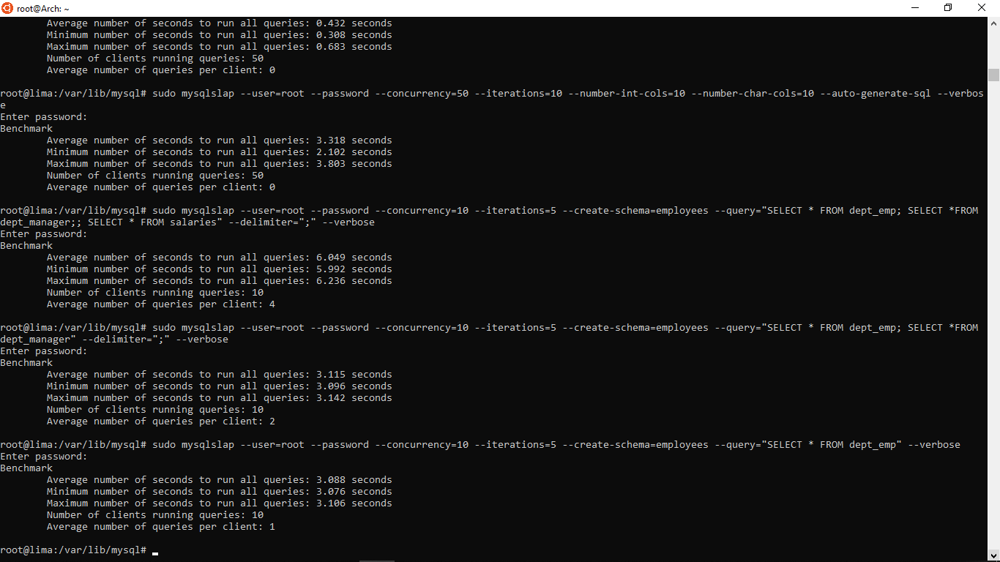 root@Arch: ~
Average number of seconds to run all queries: 0.432 seconds
Minimum number of seconds to run all queries: 0.308 seconds
Maximum number of seconds to run all queries: 0.683 seconds
Number of clients running queries: 50
Average number of queries per client: 0
root@lima:/var/lib/mysql# sudo mysqlslap --user=root --password --concurrency=50 --iterations=10 --number-int-cols=10 --number-char-cols=10 --auto-generate-sql --verbos
e
Enter password:
Benchmark
Average number of seconds to run all queries: 3.318 seconds
Minimum number of seconds to run all queries: 2.102 seconds
Maximum number of seconds to run all queries: 3.803 seconds
Number of clients running queries: 50
Average number of queries per client: 0
root@lima:/var/lib/mysql# sudo mysqlslap --user=root --password --concurrency=10 --iterations=5 --create-schema=employees --query="SELECT * FROM dept_emp; SELECT *FROM
dept_manager;; SELECT * FROM salaries" --delimiter=";" --verbose
Enter password:
Benchmark
Average number of seconds to run all queries: 6.049 seconds
Minimum number of seconds to run all queries: 5.992 seconds
Maximum number of seconds to run all queries: 6.236 seconds
Number of clients running queries: 10
Average number of queries per client: 4
root@lima:/var/lib/mysql# sudo mysqlslap --user=root --password --concurrency=10 --iterations=5 --create-schema=employees --query="SELECT * FROM dept_emp; SELECT *FROM
dept_manager" --delimiter=";" --verbose
Enter password:
Benchmark
Average number of seconds to run all queries: 3.115 seconds
Minimum number of seconds to run all queries: 3.096 seconds
Maximum number of seconds to run all queries: 3.142 seconds
Number of clients running queries: 10
Average number of queries per client: 2
root@lima:/var/lib/mysql# sudo mysqlslap --user=root --password --concurrency=10 --iterations=5 --create-schema=employees --query="SELECT * FROM dept_emp" --verbose
Enter password:
Benchmark
Average number of seconds to run all queries: 3.088 seconds
Minimum number of seconds to run all queries: 3.076 seconds
Maximum number of seconds to run all queries: 3.106 seconds
Number of clients running queries: 10
Average number of queries per client: 1
root@lima:/var/lib/mysql#